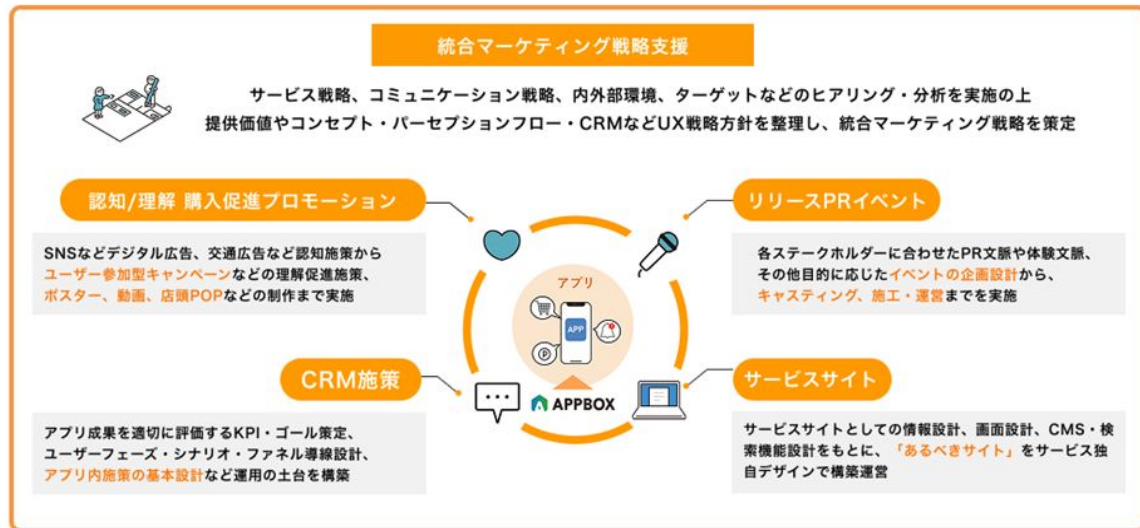 統合マーケティング戦略支援
サービス戦略、コミュニケーション戦略、内外部環境、ターゲットなどのヒアリング・分析を実施の上
提供価値やコンセプト・パーセプションフロー・CRMなどUX戦略方針を整理し、統合マーケティング戦略を策定
認知/理解 購入促進プロモーション
SNSなどデジタル広告、交通広告など認知施策から
ユーザー参加型キャンペーンなどの理解促進施策、
ポスター、動画、店頭POPなどの制作まで実施
リリースPRイベント
各ステークホルダーに合わせたPR文脈や体験文脈、
その他目的に応じたイベントの企画設計から、
キャスティング、施工・運営までを実施
アプリ
APP
P
APPBOX
CRM施策
アプリ成果を適切に評価するKPI・ゴール策定、
ユーザーフェーズ・シナリオ・ファネル導線設計、
アプリ内施策の基本設計など運用の土台を構築
サービスサイト
サービスサイトとしての情報設計、画面設計、CMS・検
索機能設計をもとに、「あるべきサイト」をサービス独
自デザインで構築運営